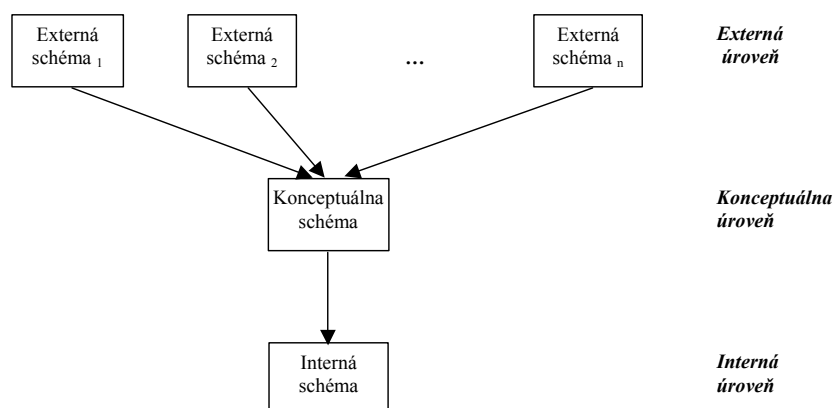 Externá
schéma 1
Externá
schéma 2
...
Externá
schéma n
Externá
úroveň
Konceptuálna
schéma
Konceptuálna
úroveň
Interná
schéma
Interná
úroveň